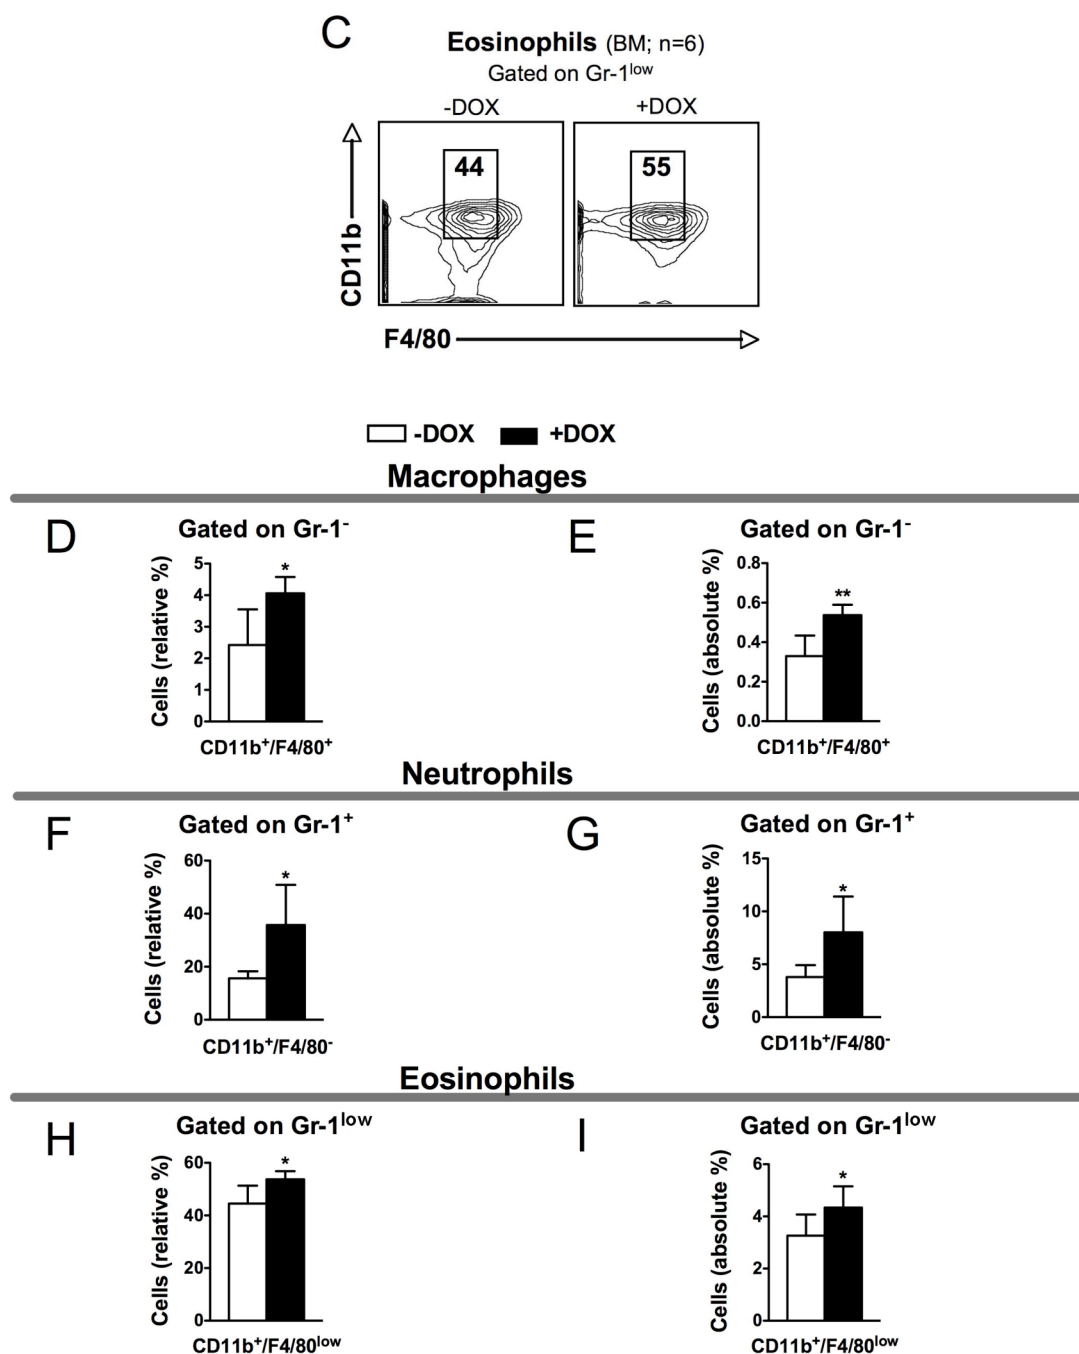 C
Eosinophils (BM; n=6)
Gated on Gr-1low
-DOX +DOX
44 55
CD11b
F4/80
-DOX +DOX
Macrophages
D Gated on Gr-1-
Cells (relative %)
5
4
3
2
1
0
*
CD11b+/F4/80+
E Gated on Gr-1-
Cells (absolute %)
0.8
0.6
0.4
0.2
0.0
**
CD11b+/F4/80+
Neutrophils
F Gated on Gr-1+
Cells (relative %)
60
40
20
0
*
CD11b+/F4/80-
G Gated on Gr-1+
Cells (absolute %)
15
10
5
0
*
CD11b+/F4/80-
Eosinophils
H Gated on Gr-1low
Cells (relative %)
60
40
20
0
*
CD11b+/F4/80low
I Gated on Gr-1low
Cells (absolute %)
6
4
2
0
*
CD11b+/F4/80low